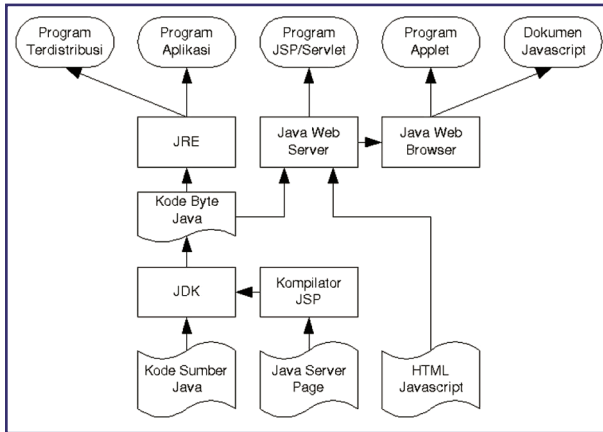 Program
Terdistribusi
Program
Aplikasi
Program
JSP/Servlet
Program
Applet
Dokumen
Javascript
JRE
Java Web
Server
Java Web
Browser
Kode Byte
Java
JDK
Kompilator
JSP
Kode Sumber
Java
Java Server
Page
HTML
Javascript